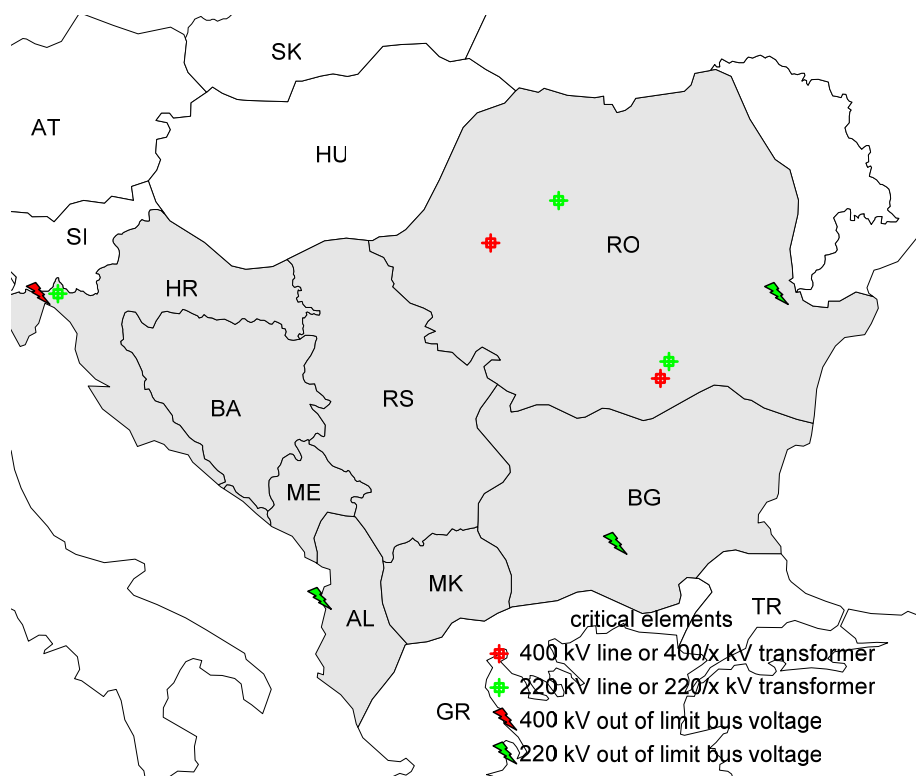 SK
AT
HU
SI
RO
HR
RS
BA
ME
BG
MK
AL
TR
critical elements
400 kV line or 400/x kV transformer
220 kV line or 220/x kV transformer
GR
400 kV out of limit bus voltage
220 kV out of limit bus voltage